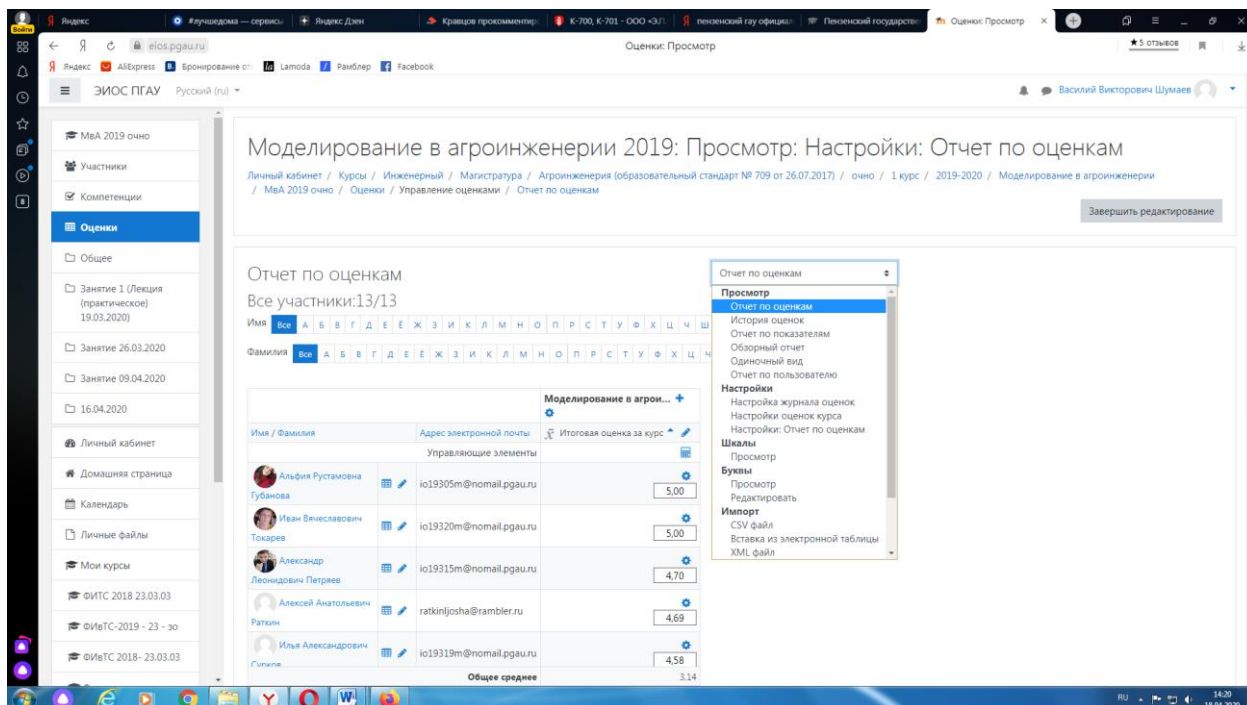 Яндекс
#лучшедома — сервисы
Яндекс Дзен
Кравцов прокомментиро
К-700, К-701 - ООО «ЭЛ
пензенский гау официал
Пензенский государстве
Оценки: Просмотр
Войти
eios.pgau.ru
Оценки: Просмотр
★5 отзывов
Яндекс
AliExpress
Бронирование от
Lamoda
Рамблер
Facebook
ЭИОС ПГАУ
Русский (ru)
Василий Викторович Шумаев
МвА 2019 очно
Участники
Компетенции
Оценки
Общее
Занятие 1 (Лекция
(практическое)
19.03.2020)
Занятие 26.03.2020
Занятие 09.04.2020
16.04.2020
Личный кабинет
Домашняя страница
Календарь
Личные файлы
Мои курсы
ФИТС 2018 23.03.03
ФИвТС-2019 - 23 - зо
ФИвТС 2018- 23.03.03
Моделирование в агроинженерии 2019: Просмотр: Настройки: Отчет по оценкам
Личный кабинет / Курсы / Инженерный / Магистратура / Агроинженерия (образовательный стандарт № 709 от 26.07.2017) / очно / 1 курс / 2019-2020 / Моделирование в агроинженерии
/ МвА 2019 очно / Оценки / Управление оценками / Отчет по оценкам
Завершить редактирование
Отчет по оценкам
Все участники:13/13
Имя Все А Б В Г Д Е Ё Ж З И К Л М Н О П Р С Т У Ф Х Ц Ч Ш
Фамилия Все А Б В Г Д Е Ё Ж З И К Л М Н О П Р С Т У Ф Х Ц Ч
Моделирование в агрои...
Имя / Фамилия
Адрес электронной почты
Итоговая оценка за курс
Управляющие элементы
Альфия Рустамовна
Губанова
io19305m@nomail.pgau.ru
5,00
Иван Вячеславович
Токарев
io19320m@nomail.pgau.ru
5,00
Александр
Леонидович Петряев
io19315m@nomail.pgau.ru
4,70
Алексей Анатольевич
Раткин
ratkinljosha@rambler.ru
4,69
Илья Александрович
Сурков
io19319m@nomail.pgau.ru
4,58
Общее среднее
3,14
Отчет по оценкам
Просмотр
Отчет по оценкам
История оценок
Отчет по показателям
Обзорный отчет
Одиночный вид
Отчет по пользователю
Настройки
Настройка журнала оценок
Настройки оценок курса
Настройки: Отчет по оценкам
Шкалы
Просмотр
Буквы
Просмотр
Редактировать
Импорт
CSV файл
Вставка из электронной таблицы
XML файл
RU
14:20
18.04.2020